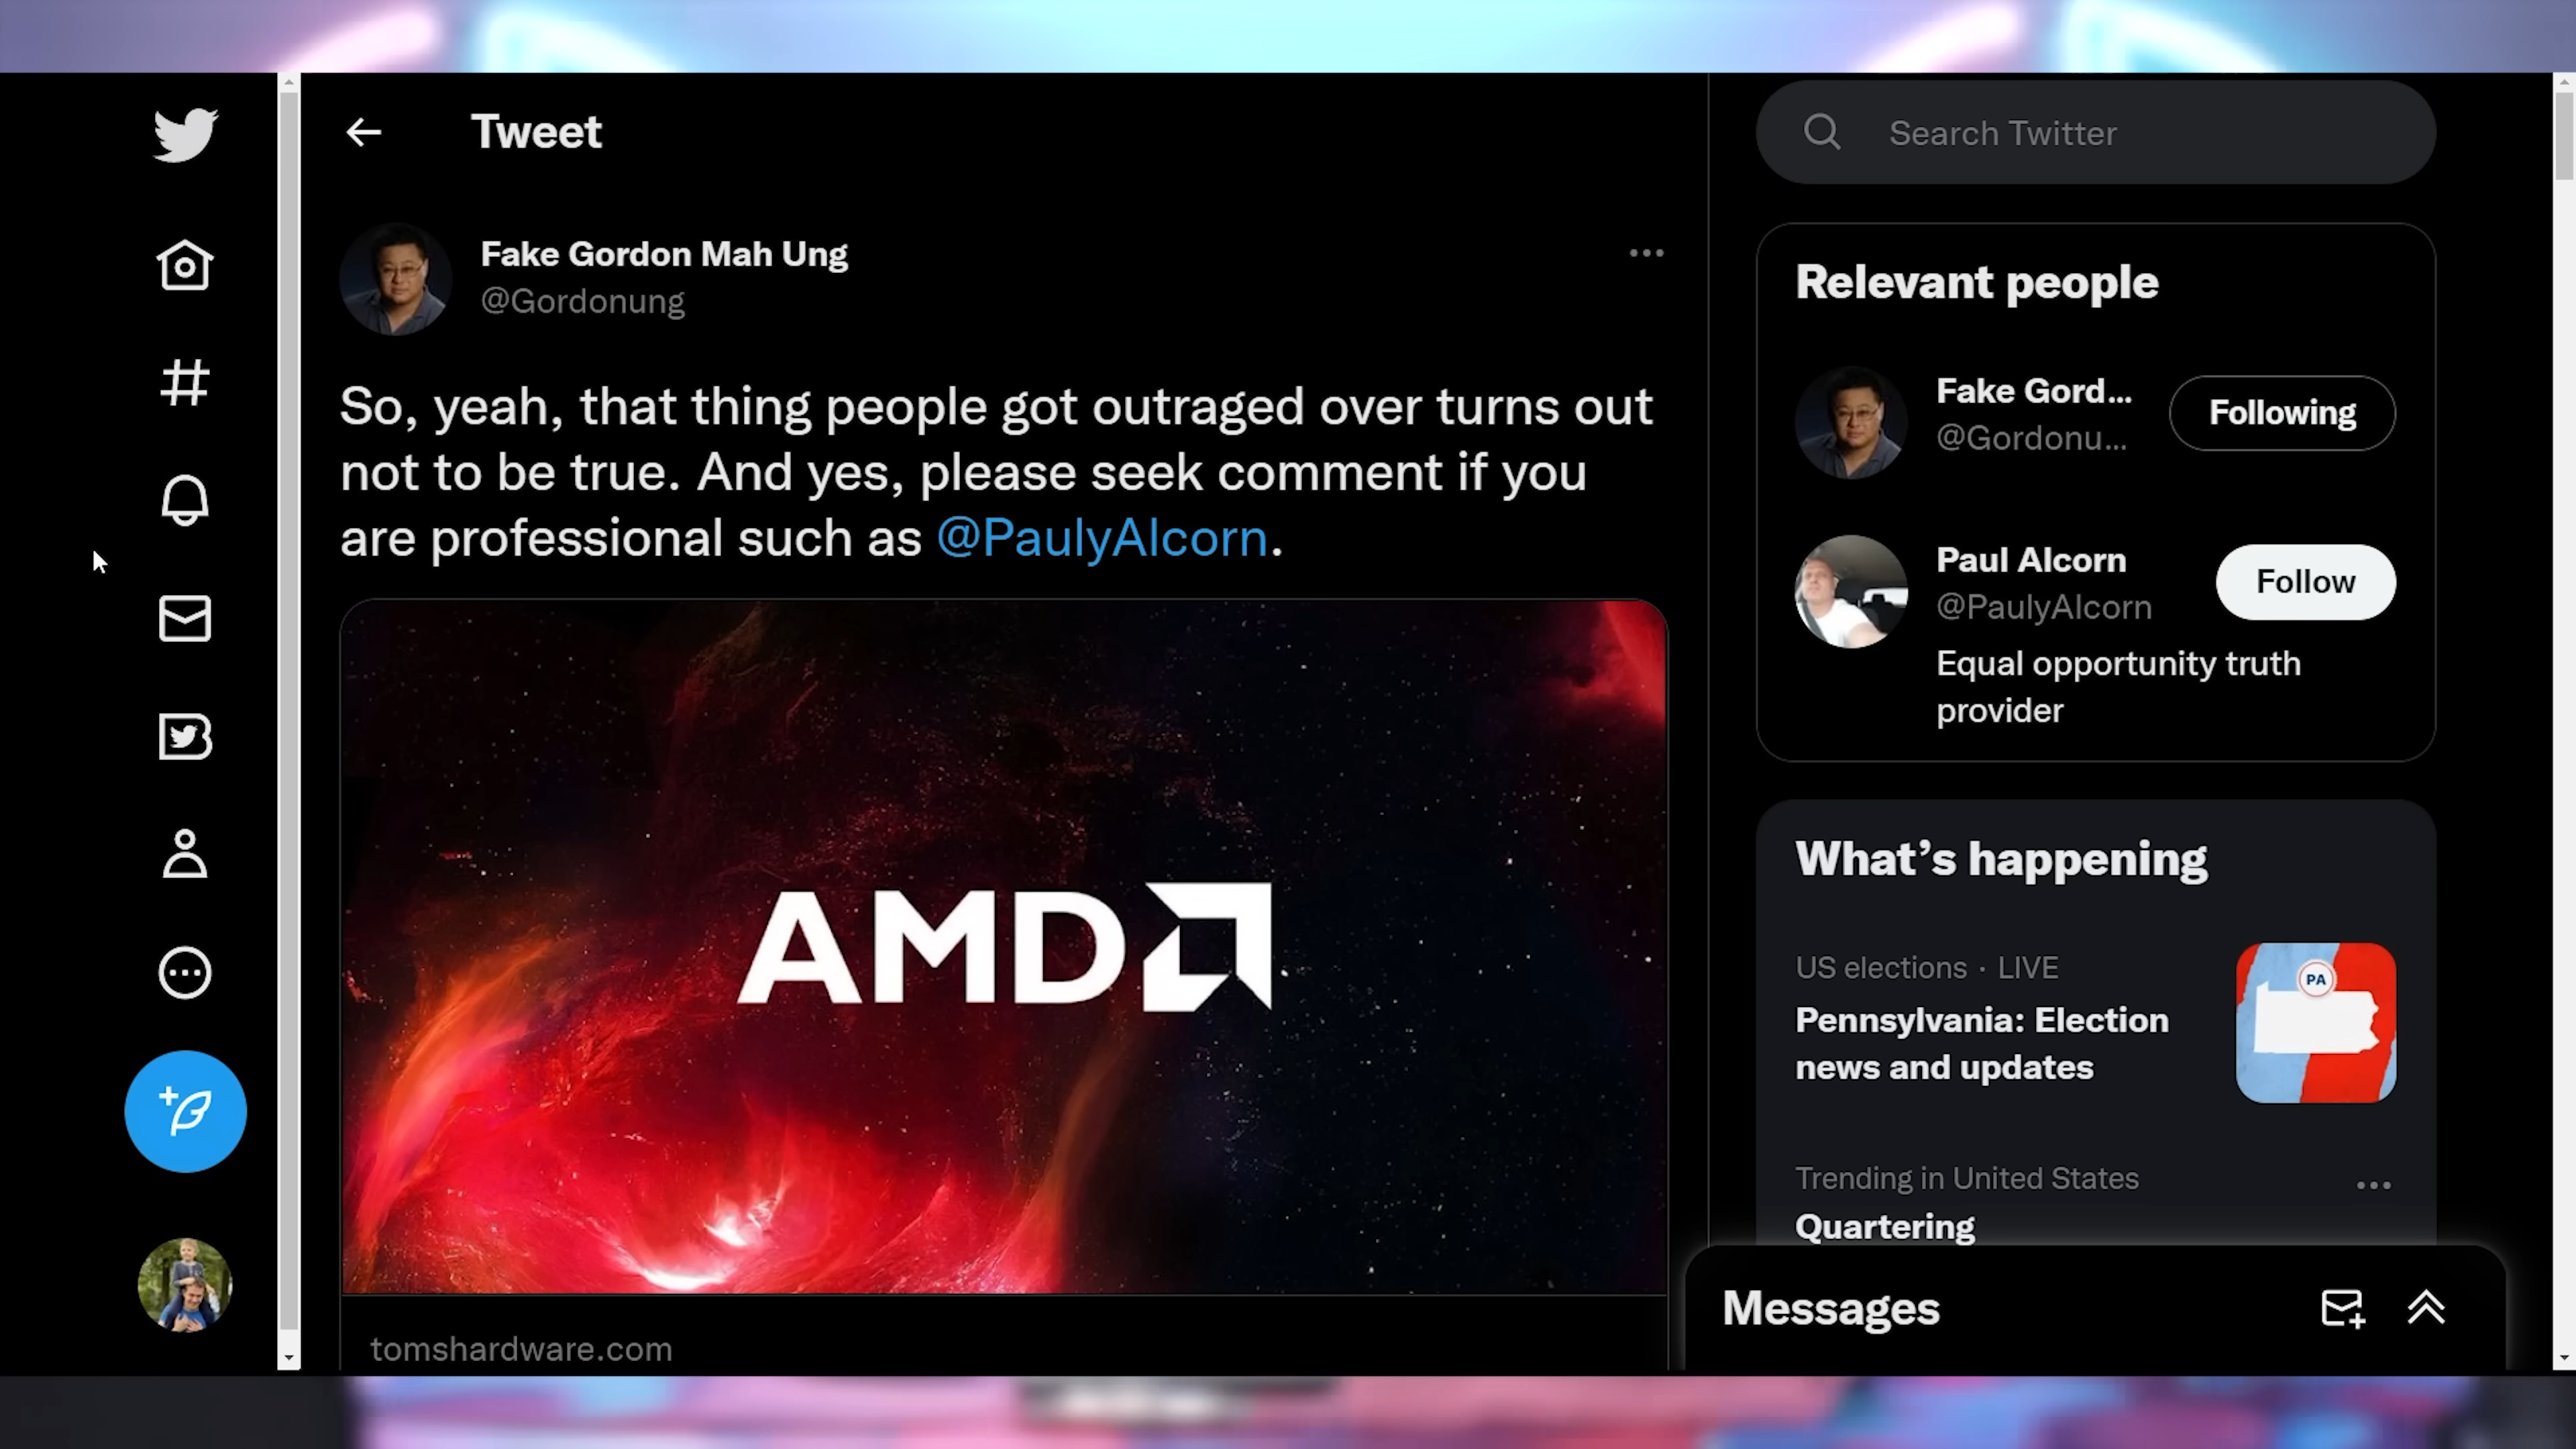 Tweet
Fake Gordon Mah Ung
@Gordonung
So, yeah, that thing people got outraged over turns out
not to be true. And yes, please seek comment if you
are professional such as @PaulyAlcorn.
AMD
tomshardware.com
Search Twitter
Relevant people
Fake Gord...
@Gordonu...
Following
Paul Alcorn
@PaulyAlcorn
Follow
Equal opportunity truth
provider
What's happening
US elections · LIVE
Pennsylvania: Election
news and updates
PA
Trending in United States
Quartering
Messages